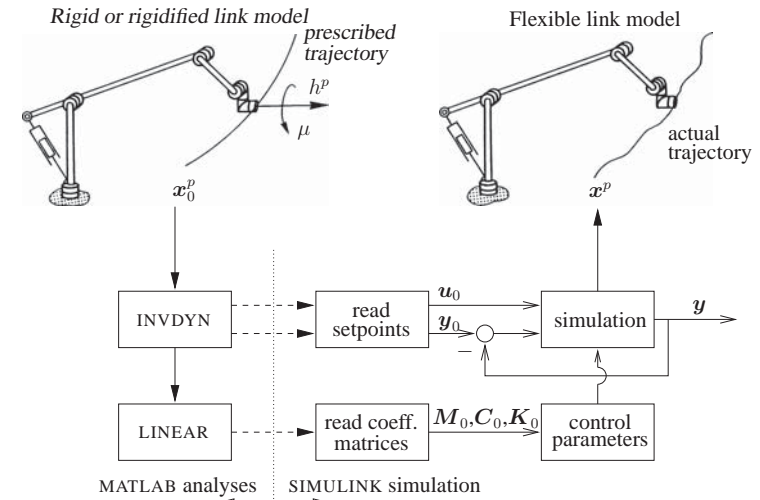 Rigid or rigidified link model
prescribed
trajectory
h^p
μ
x_0^p
Flexible link model
actual
trajectory
x^p
INVDYN
read
setpoints
u_0
y_0
−
simulation
y
LINEAR
read coeff.
matrices
M_0,C_0,K_0
control
parameters
MATLAB analyses
SIMULINK simulation